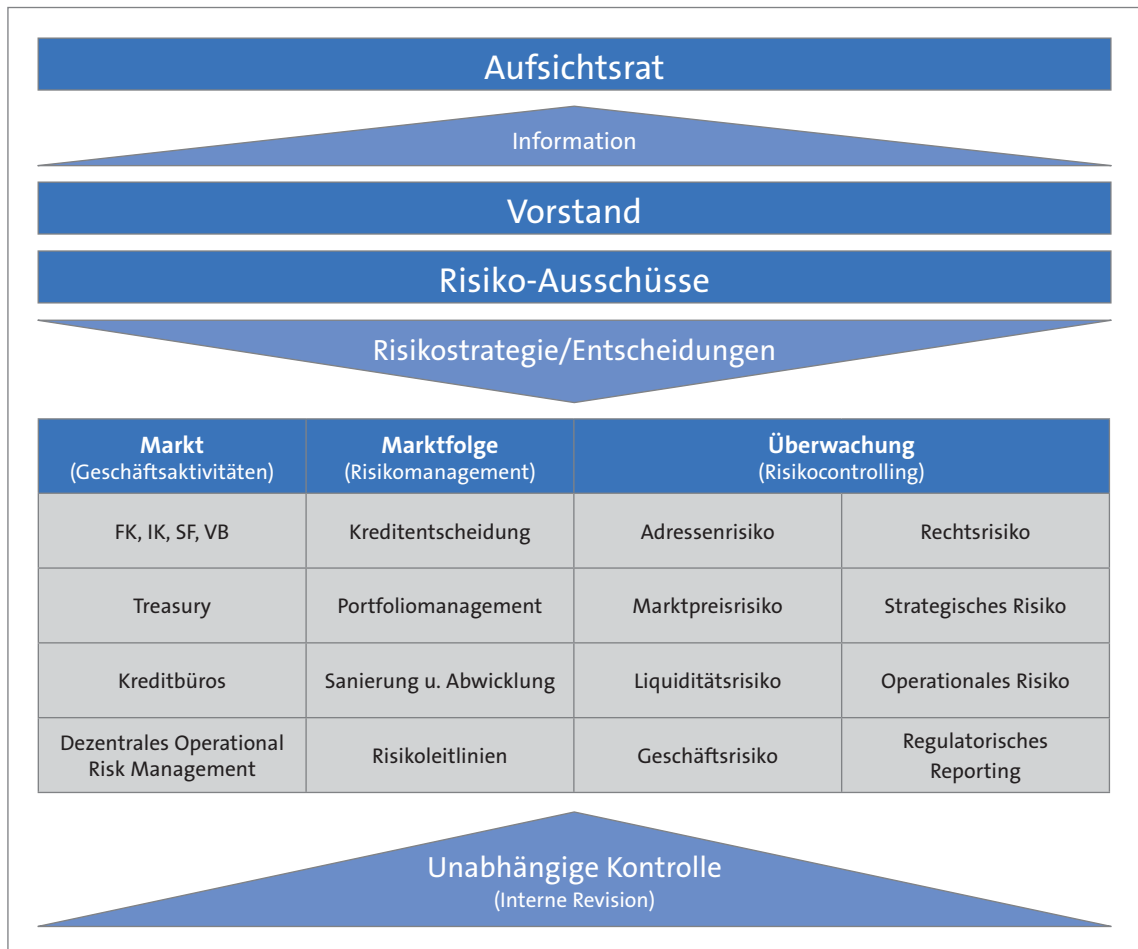 Aufsichtsrat
Information
Vorstand
Risiko-Ausschüsse
Risikostrategie/Entscheidungen
Markt
(Geschäftsaktivitäten)
Marktfolge
(Risikomanagement)
Überwachung
(Risikocontrolling)
FK, IK, SF, VB
Kreditentscheidung
Adressenrisiko
Rechtsrisiko
Treasury
Portfoliomanagement
Marktpreisrisiko
Strategisches Risiko
Kreditbüros
Sanierung u. Abwicklung
Liquiditätsrisiko
Operationales Risiko
Dezentrales Operational
Risk Management
Risikoleitlinien
Geschäftsrisiko
Regulatorisches
Reporting
Unabhängige Kontrolle
(Interne Revision)